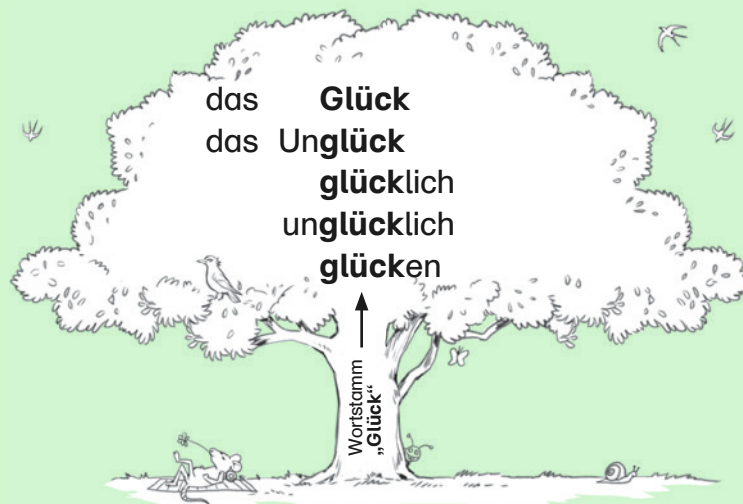 das Glück
das Unglück
glücklich
unglücklich
glücken
Wortstamm
„Glück“